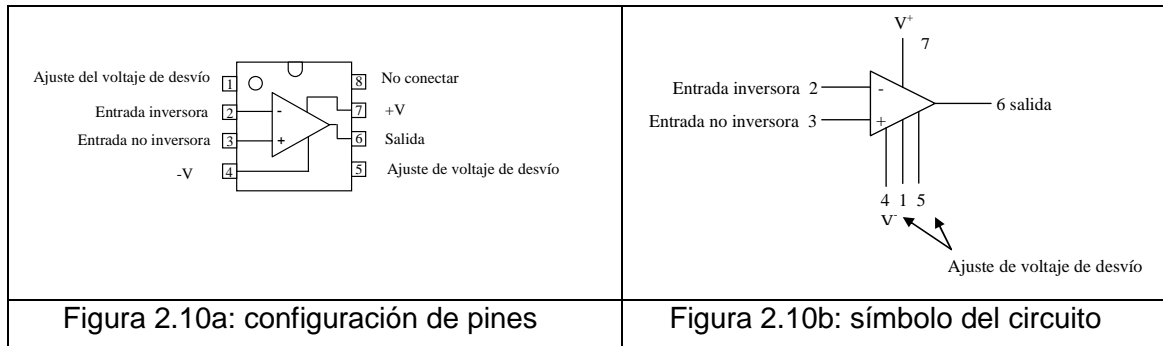 Ajuste del voltaje de desvío 1
8 No conectar
Entrada inversora 2 -
7 +V
Entrada no inversora 3 +
6 Salida
-V 4
5 Ajuste de voltaje de desvío
Figura 2.10a: configuración de pines
V+
7
Entrada inversora 2 -
6 salida
Entrada no inversora 3 +
4 1 5
V-
Ajuste de voltaje de desvío
Figura 2.10b: símbolo del circuito